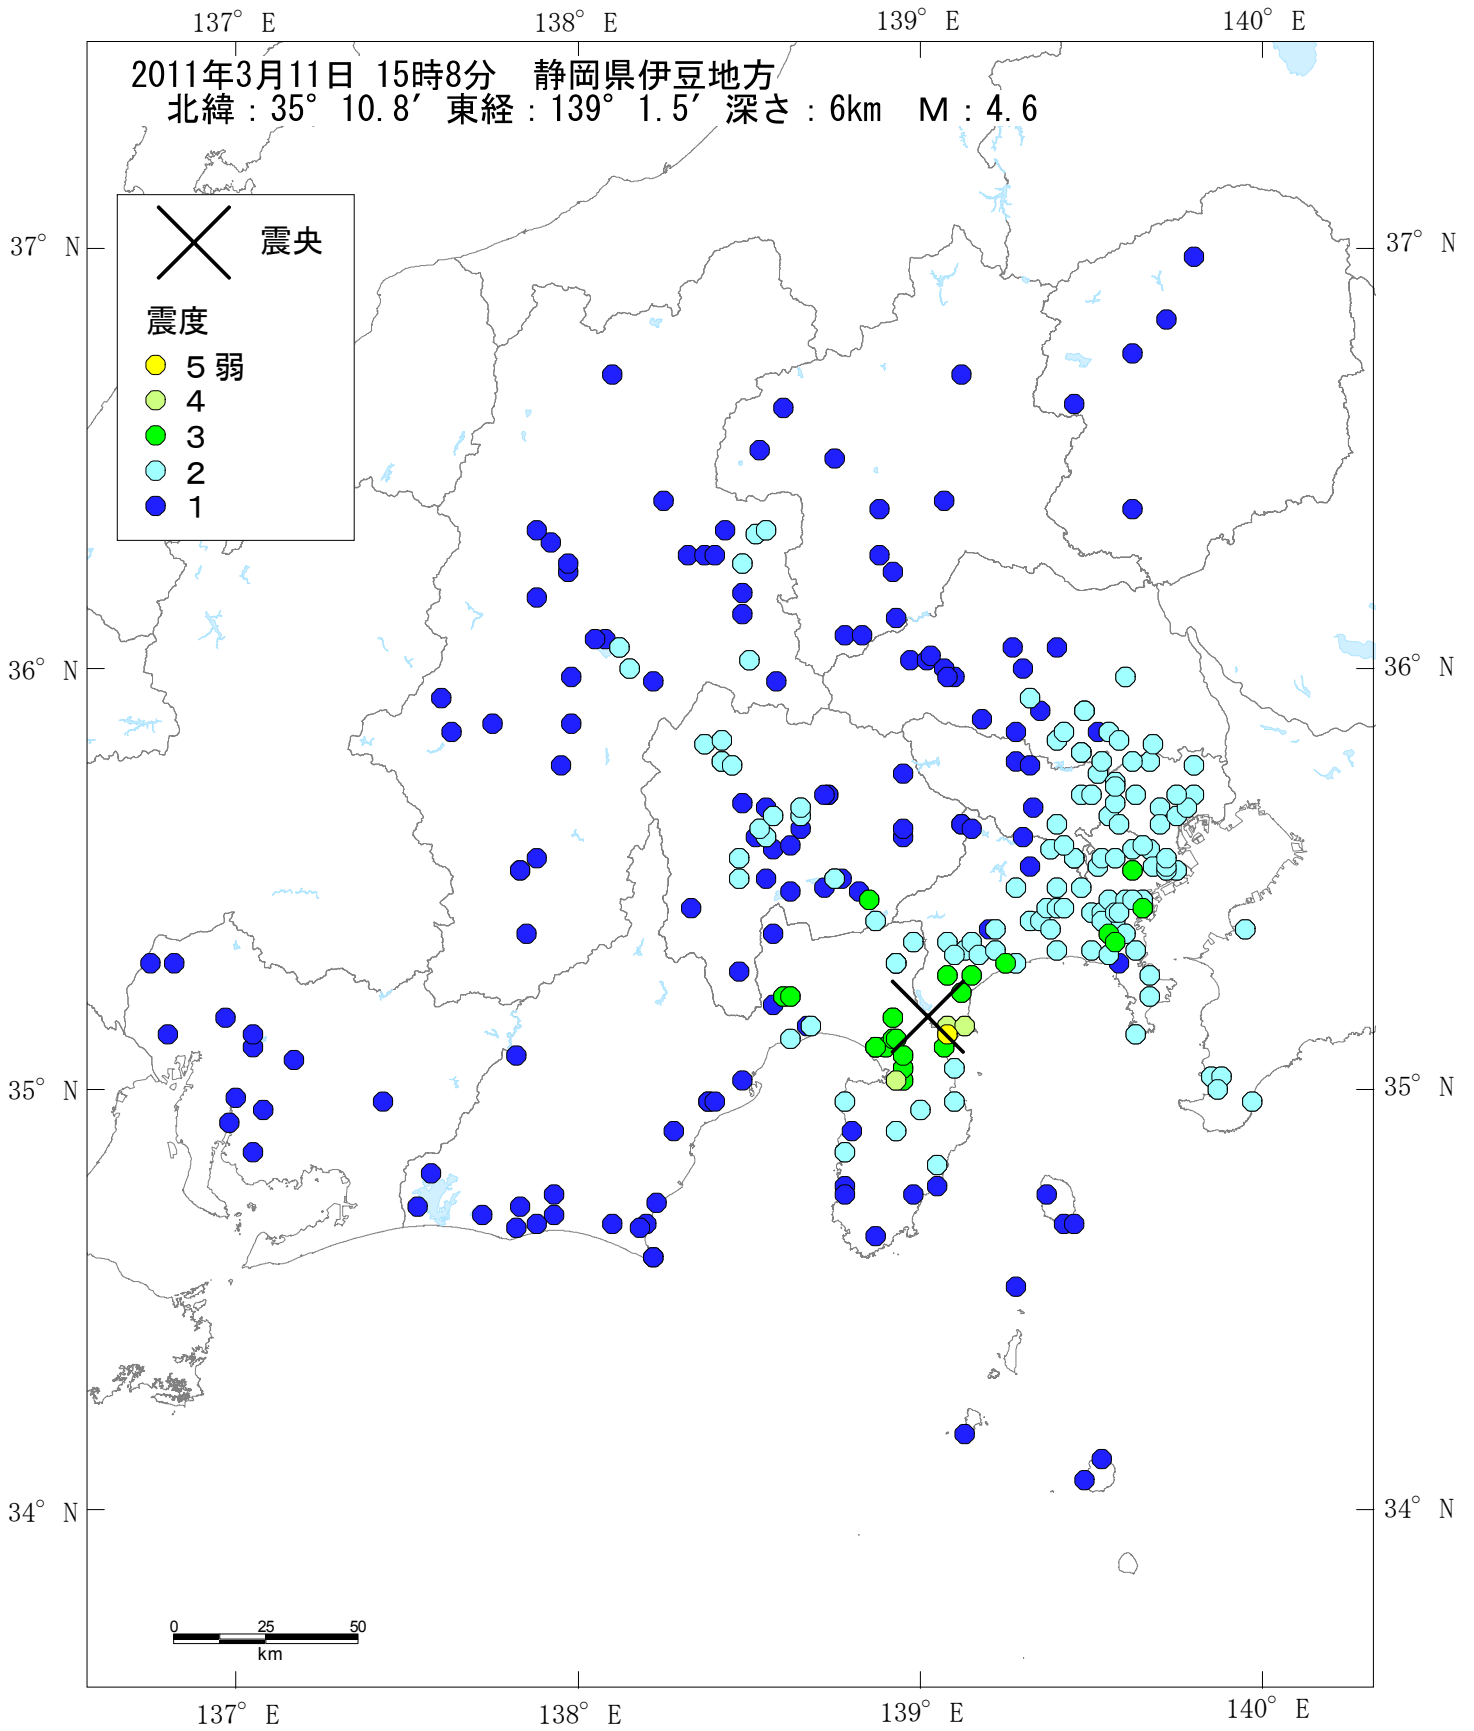 137° E 138° E 139° E 140° E
2011年3月11日 15時8分 静岡県伊豆地方
北緯：35° 10.8′ 東経：139° 1.5′ 深さ：6km M：4.6
37° N 37° N
震央
震度
５弱
４
３
２
１
36° N 36° N
35° N 35° N
34° N 34° N
0 25 50
km
137° E 138° E 139° E 140° E